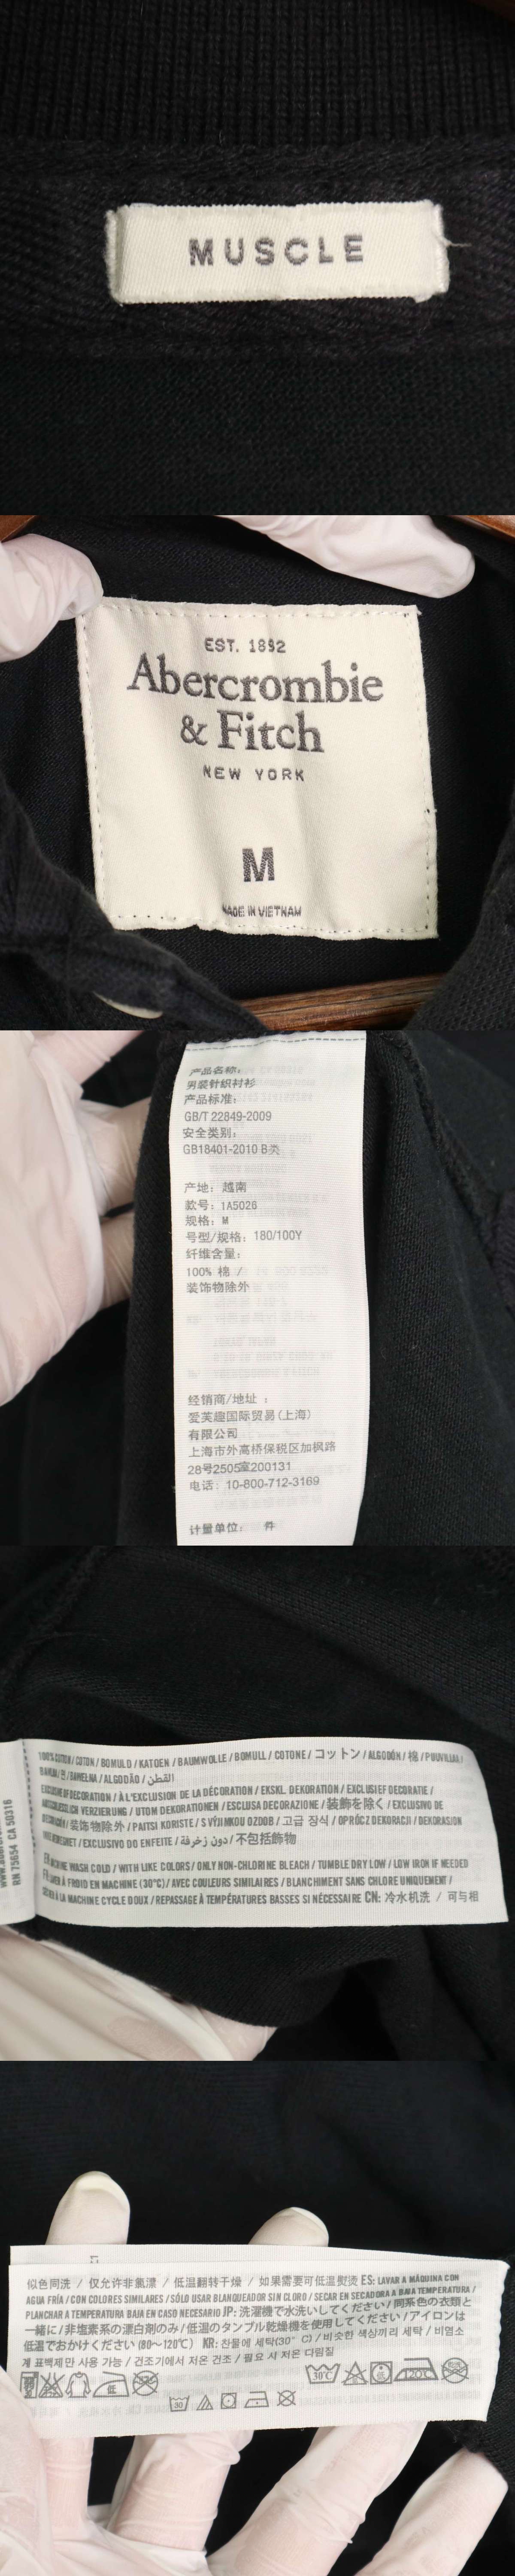 MUSCLE
EST. 1892
Abercrombie
& Fitch
NEW YORK
M
MADE IN VIETNAM
产品名称:
男装针织衬衫
产品标准:
GB/T 22849-2009
安全类别:
GB18401-2010 B类
产地: 越南
款号: 1A5026
规格: M
号型/规格: 180/100Y
纤维含量:
100% 棉 /
装饰物除外
经销商/地址 :
爱芙趣国际贸易(上海)
有限公司
上海市外高桥保税区加枫路
28号2505室200131
电话: 10-800-712-3169
计量单位: 件
RN 75654 CA 50316
100% COTTON / COTON / BOMULD / KATOEN / BAUMWOLLE / BOMULL / COTONE / コットン / ALGODÓN / 棉 / PUUVILLAA /
BAVLNA / 면 / BAWEŁNA / ALGODÃO / القطن
EXCLUSIVE OF DECORATION / À L'EXCLUSION DE LA DÉCORATION / EKSKL. DEKORATION / EXCLUSIEF DECORATIE /
AUSSCHLIESSLICH VERZIERUNG / UTOM DEKORATIONEN / ESCLUSA DECORAZIONE / 装飾を除く / EXCLUSIVO DE
DECORACIÓN / 装饰物除外 / PAITSI KORISTE / S VÝJIMKOU OZDOB / 고급 장식 / OPRÓCZ DEKORACJI / DEKORASION
/ EXCLUSIVO DO ENFEITE / دون زخرفة / 不包括飾物
MACHINE WASH COLD / WITH LIKE COLORS / ONLY NON-CHLORINE BLEACH / TUMBLE DRY LOW / LOW IRON IF NEEDED
FR: LAVER À FROID EN MACHINE (30°C) / AVEC COULEURS SIMILAIRES / BLANCHIMENT SANS CHLORE UNIQUEMENT /
À LA MACHINE CYCLE DOUX / REPASSAGE À TEMPÉRATURES BASSES SI NÉCESSAIRE CN: 冷水机洗 / 可与相
似色同洗 / 仅允许非氯漂 / 低温翻转干燥 / 如果需要可低温熨烫 ES: LAVAR A MÁQUINA CON
AGUA FRÍA / CON COLORES SIMILARES / SÓLO USAR BLANQUEADOR SIN CLORO / SECAR EN SECADORA A BAJA TEMPERATURA /
PLANCHAR A TEMPERATURA BAJA EN CASO NECESARIO JP: 洗濯機で水洗いしてください / 同系色の衣類と
一緒に / 非塩素系の漂白剤のみ / 低温のタンブル乾燥機を使用してください / アイロンは
低温でおかけください (80～120℃) KR: 찬물에 세탁(30° C) / 비슷한 색상끼리 세탁 / 비염소
계 표백제만 사용 가능 / 건조기에서 저온 건조 / 필요 시 저온 다림질
低 30 30℃ 120℃